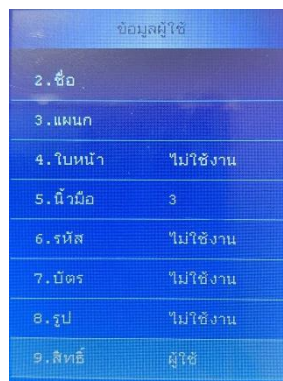 ข้อมูลผู้ใช้
2.ชื่อ
3.แผนก
4.ใบหน้า ไม่ใช้งาน
5.นิ้วมือ 3
6.รหัส ไม่ใช้งาน
7.บัตร ไม่ใช้งาน
8.รูป ไม่ใช้งาน
9.สิทธิ์ ผู้ใช้